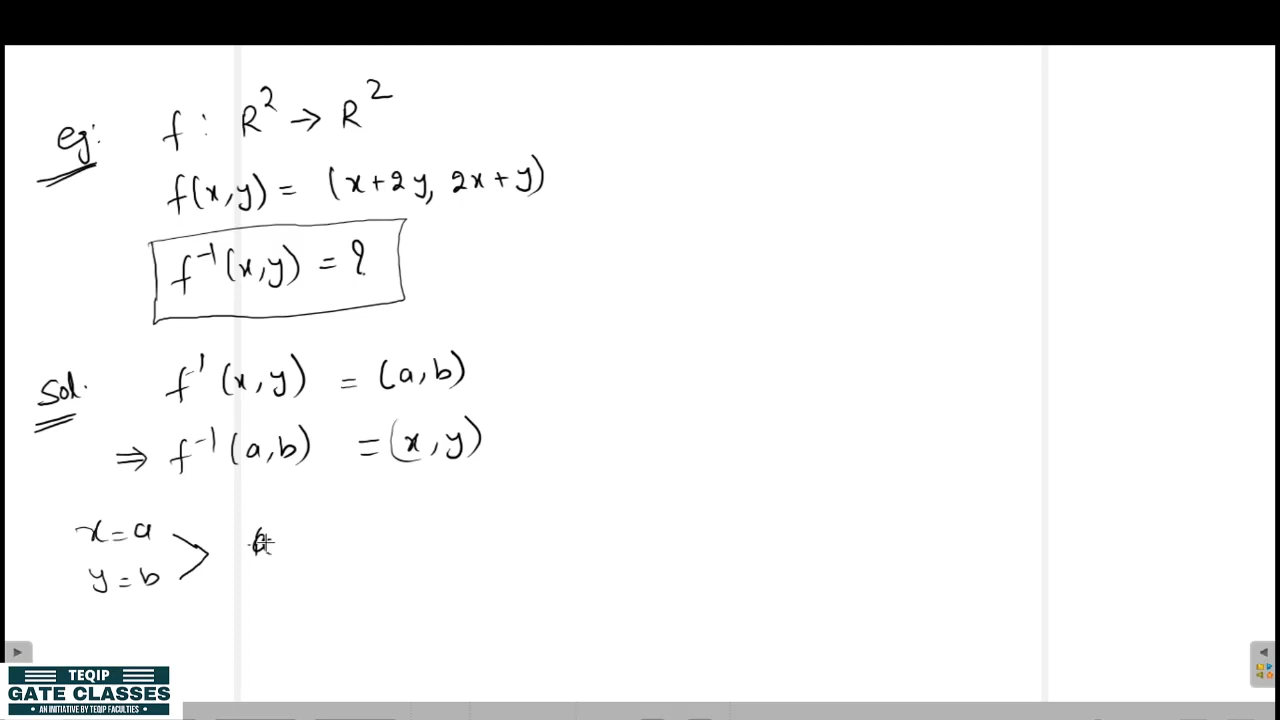 eg: f : R² → R²
f(x,y) = (x+2y, 2x+y)
f⁻¹(x,y) = ?
Sol. f⁻¹(x,y) = (a,b)
⇒ f⁻¹(a,b) = (x,y)
x = a
y = b
TEQIP
GATE CLASSES
• AN INITIATIVE BY TEQIP FACULTIES •